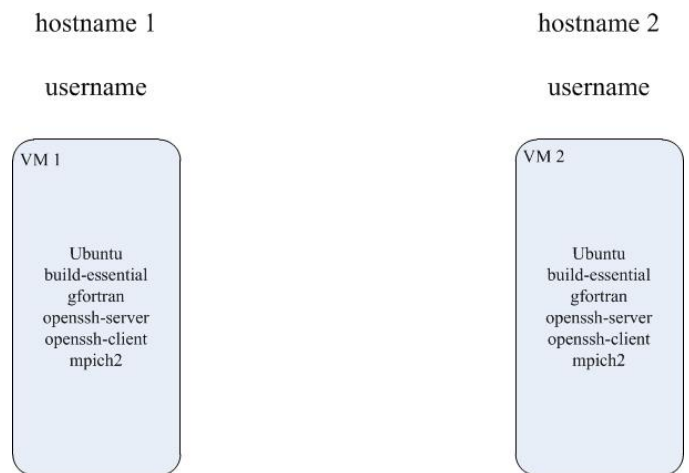 hostname 1
username
VM 1
Ubuntu
build-essential
gfortran
openssh-server
openssh-client
mpich2
hostname 2
username
VM 2
Ubuntu
build-essential
gfortran
openssh-server
openssh-client
mpich2